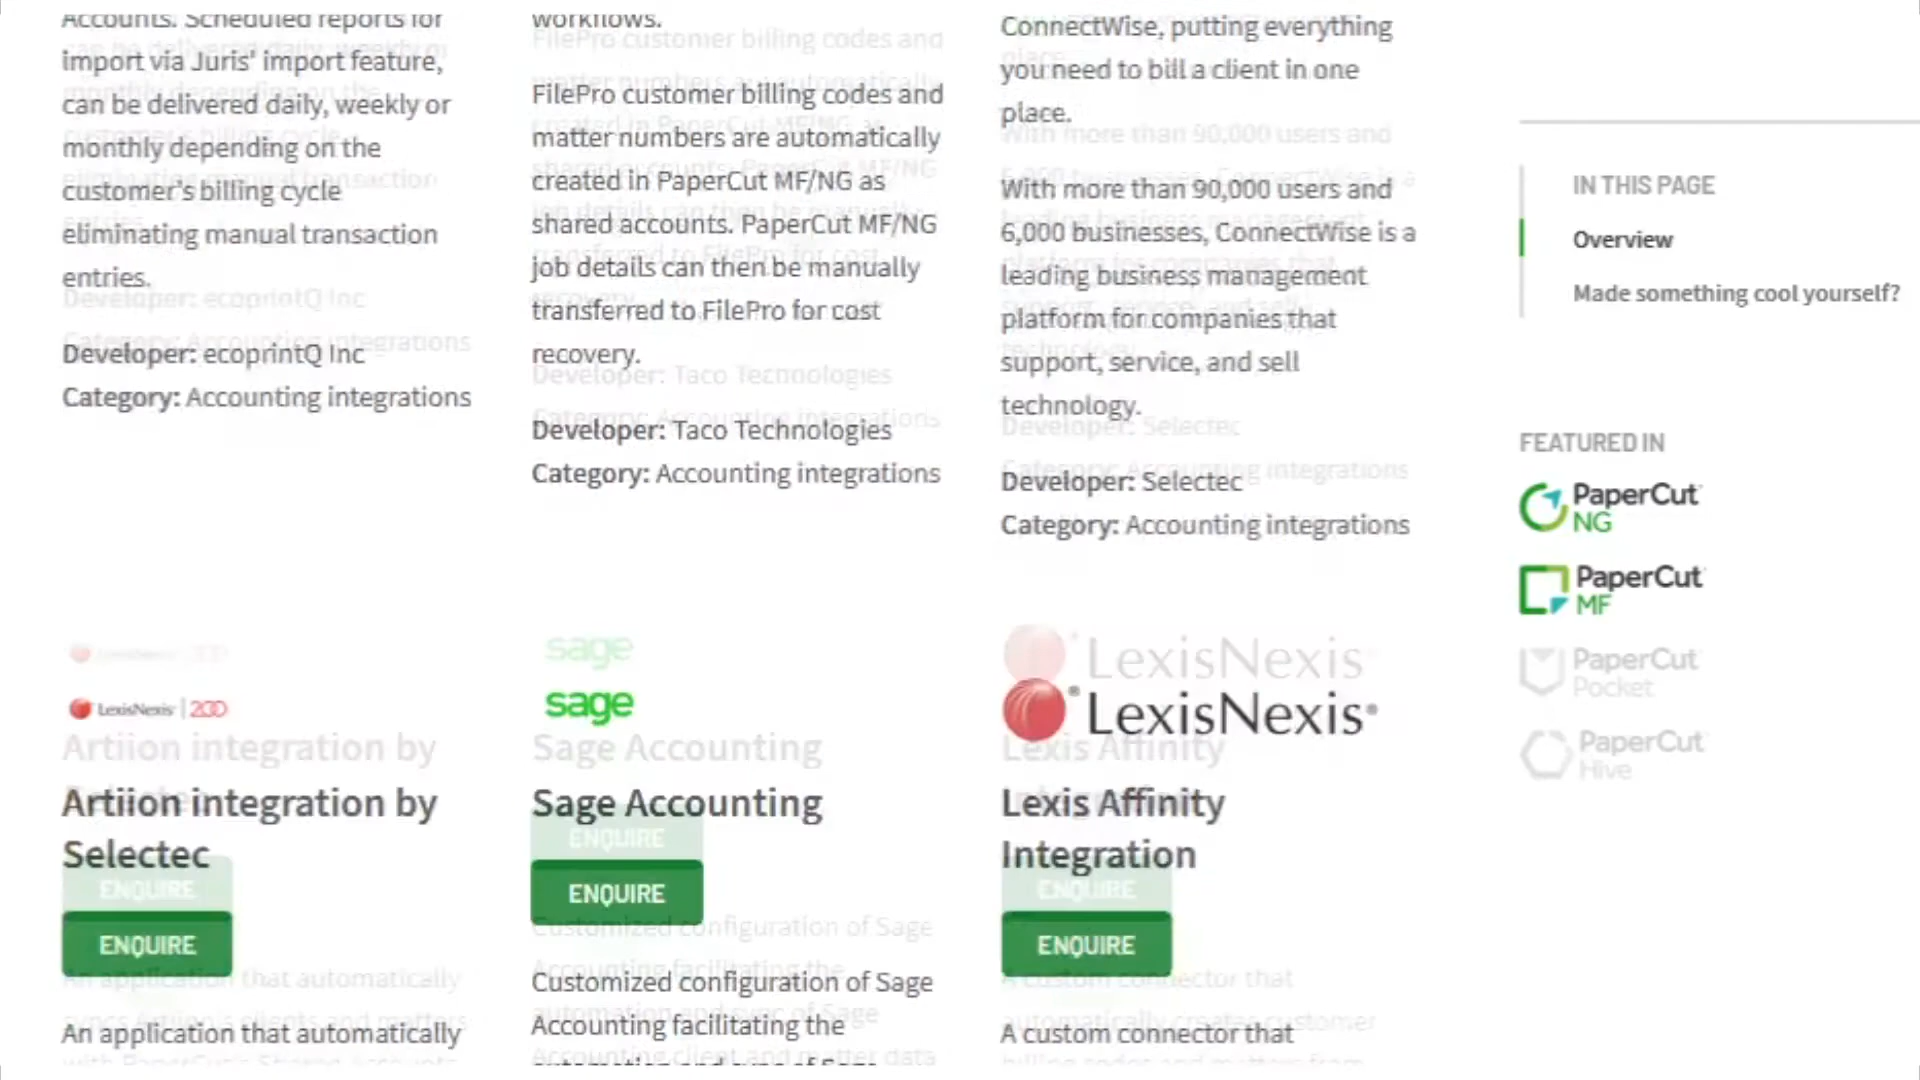 Accounts. Scheduled reports for
import via Juris' import feature,
can be delivered daily, weekly or
monthly depending on the
customer's billing cycle
eliminating manual transaction
entries.
Developer: ecoprintQ Inc
Category: Accounting integrations
workflows.
FilePro customer billing codes and
matter numbers are automatically
created in PaperCut MF/NG as
shared accounts. PaperCut MF/NG
job details can then be manually
transferred to FilePro for cost
recovery.
Developer: Taco Technologies
Category: Accounting integrations
ConnectWise, putting everything
you need to bill a client in one
place.
With more than 90,000 users and
6,000 businesses, ConnectWise is a
leading business management
platform for companies that
support, service, and sell
technology.
Developer: Selectec
Category: Accounting integrations
IN THIS PAGE
Overview
Made something cool yourself?
FEATURED IN
PaperCut
NG
PaperCut
MF
PaperCut
Pocket
PaperCut
Hive
LexisNexis | 200
Artiion integration by
Selectec
ENQUIRE
An application that automatically
sage
Sage Accounting
ENQUIRE
Customized configuration of Sage
Accounting facilitating the
automation and sync of Sage
LexisNexis
Lexis Affinity
Integration
ENQUIRE
A custom connector that